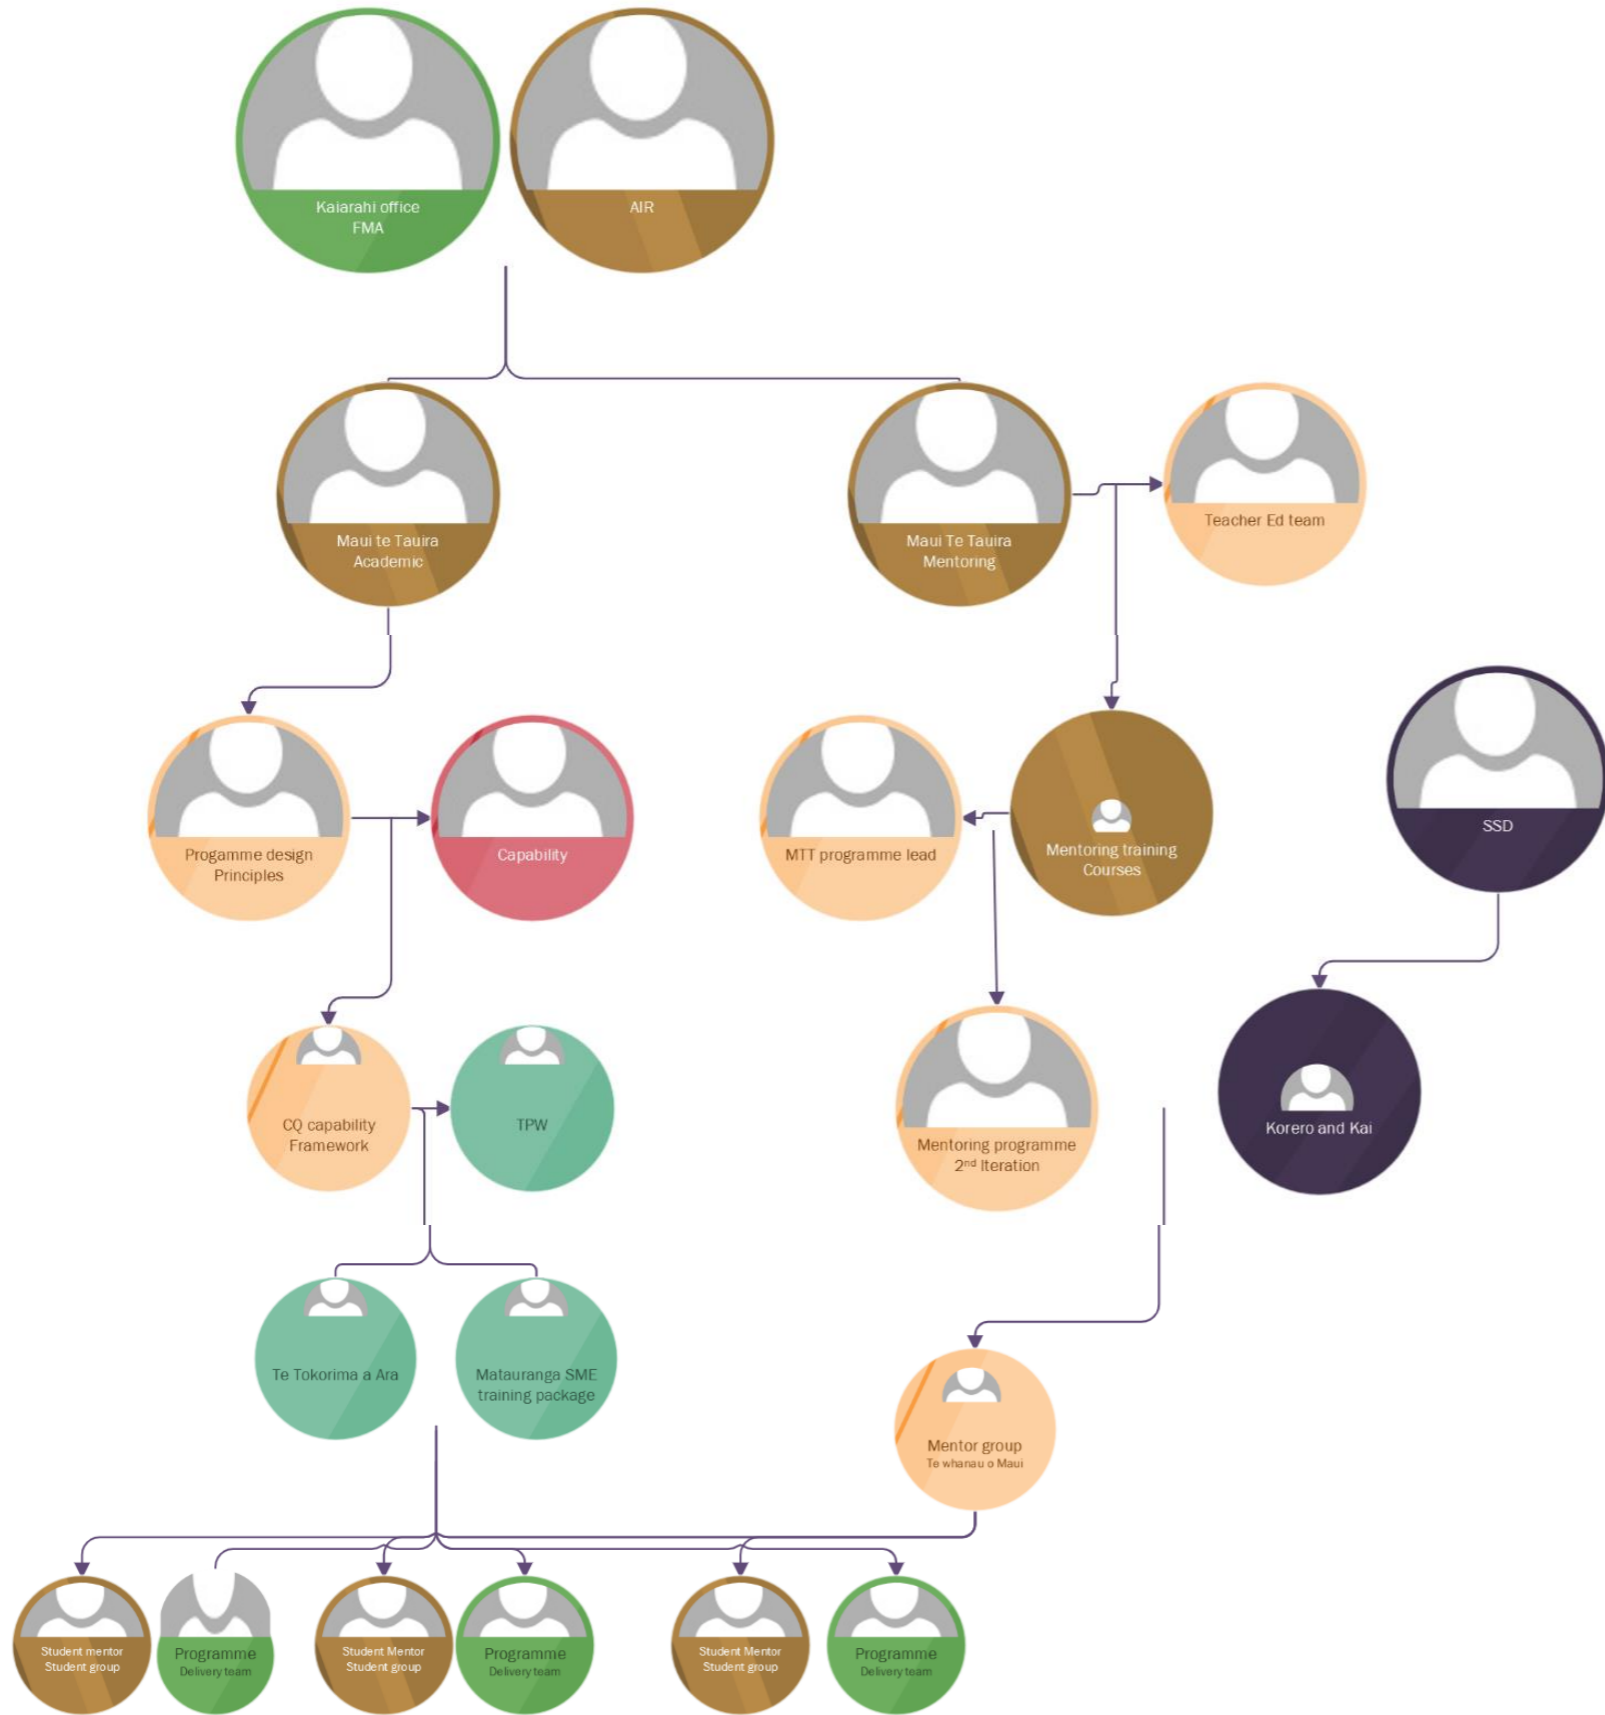 Kaiarahi office
FMA
AIR
Maui te Tauira
Academic
Maui Te Tauira
Mentoring
Teacher Ed team
Progamme design
Principles
Capability
MTT programme lead
Mentoring training
Courses
SSD
CQ capability
Framework
TPW
Mentoring programme
2nd Iteration
Korero and Kai
Te Tokorima a Ara
Matauranga SME
training package
Mentor group
Te whanau o Maui
Student mentor
Student group
Programme
Delivery team
Student Mentor
Student group
Programme
Delivery team
Student Mentor
Student group
Programme
Delivery team